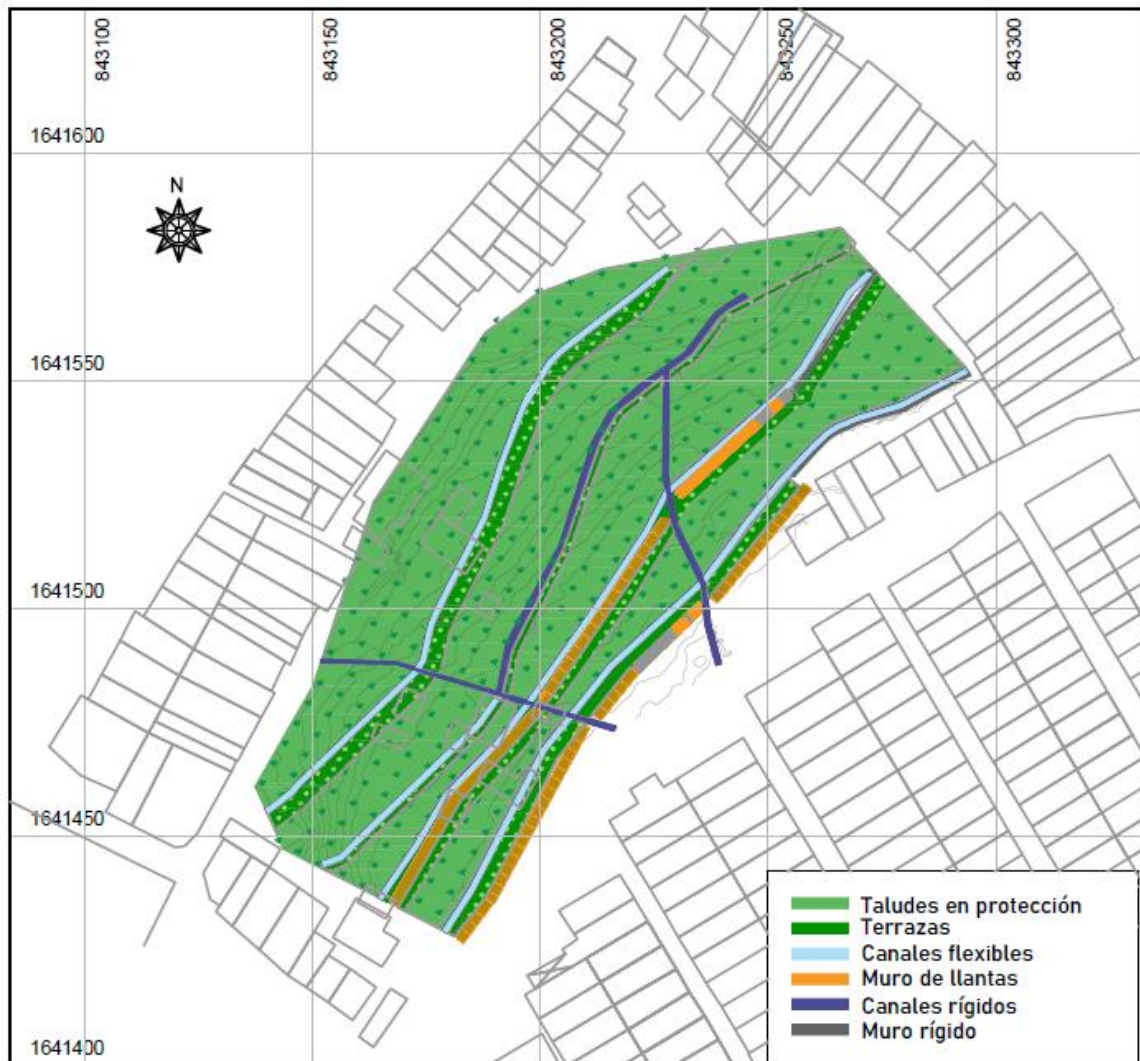 843100
843150
843200
843250
843300
1641600
N
1641550
1641500
1641450
1641400
Taludes en protección
Terrazas
Canales flexibles
Muro de llantas
Canales rígidos
Muro rígido